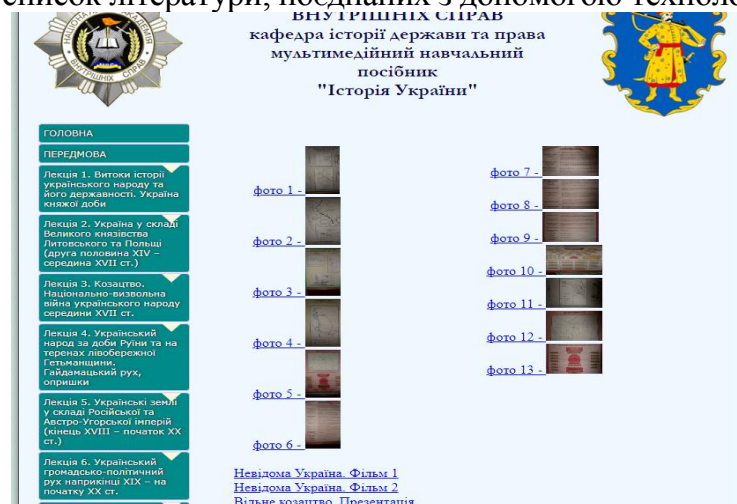 список літератури, поєднаних з допомогою техноло
ВНУТРІШНІХ СПРАВ
кафедра історії держави та права
мультимедійний навчальний
посібник
"Історія України"
НАЦІОНА
АКАДЕМІЯ
ВНУТРІШНІХ СПРАВ
ГОЛОВНА
ПЕРЕДМОВА
Лекція 1. Витоки історії
українського народу та
його державності. Україна
княжої доби
Лекція 2. Україна у складі
Великого князівства
Литовського та Польщі
(друга половина XIV –
середина XVII ст.)
Лекція 3. Козацтво.
Національно-визвольна
війна українського народу
середини XVII ст.
Лекція 4. Український
народ за доби Руїни та на
теренах лівобережної
Гетьманщини.
Гайдамацький рух,
опришки
Лекція 5. Українські землі
у складі Російської та
Австро-Угорської імперій
(кінець XVIII – початок XX
ст.)
Лекція 6. Український
громадсько-політичний
рух наприкінці XIX – на
початку XX ст.
фото 1 -
фото 2 -
фото 3 -
фото 4 -
фото 5 -
фото 6 -
фото 7 -
фото 8 -
фото 9 -
фото 10 -
фото 11 -
фото 12 -
фото 13 -
Невідома Україна. Фільм 1
Невідома Україна. Фільм 2
Вільне козацтво. Презентація